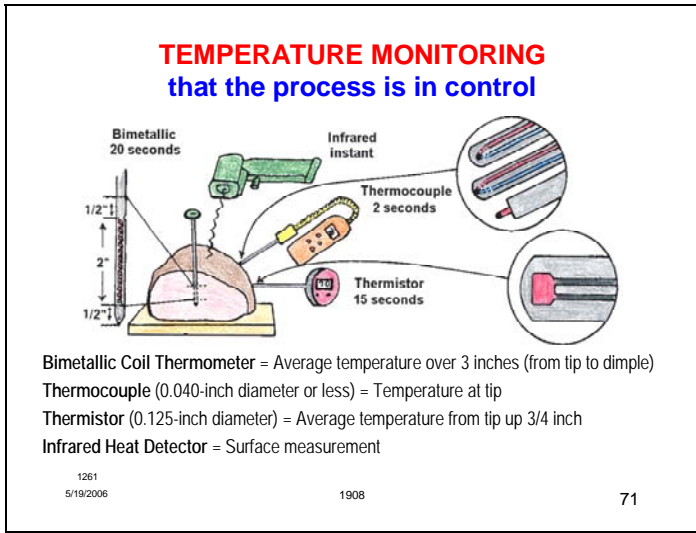 TEMPERATURE MONITORING
that the process is in control
Bimetallic
20 seconds
Infrared
instant
Thermocouple
2 seconds
1/2"
2"
1/2"
Thermistor
15 seconds
Bimetallic Coil Thermometer = Average temperature over 3 inches (from tip to dimple)
Thermocouple (0.040-inch diameter or less) = Temperature at tip
Thermistor (0.125-inch diameter) = Average temperature from tip up 3/4 inch
Infrared Heat Detector = Surface measurement
1261
5/19/2006
1908
71